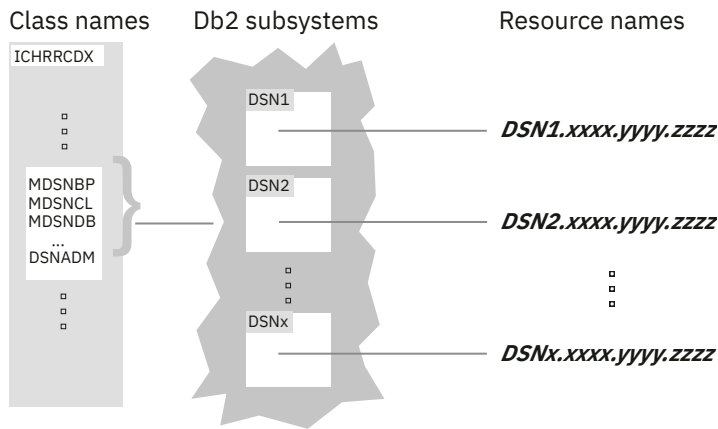 Class names
Db2 subsystems
Resource names
ICHRRCDX
MDSNBP
MDSNCL
MDSNDB
...
DSNADM
DSN1
DSN2
DSNx
DSN1.xxxx.yyyy.zzzz
DSN2.xxxx.yyyy.zzzz
DSNx.xxxx.yyyy.zzzz